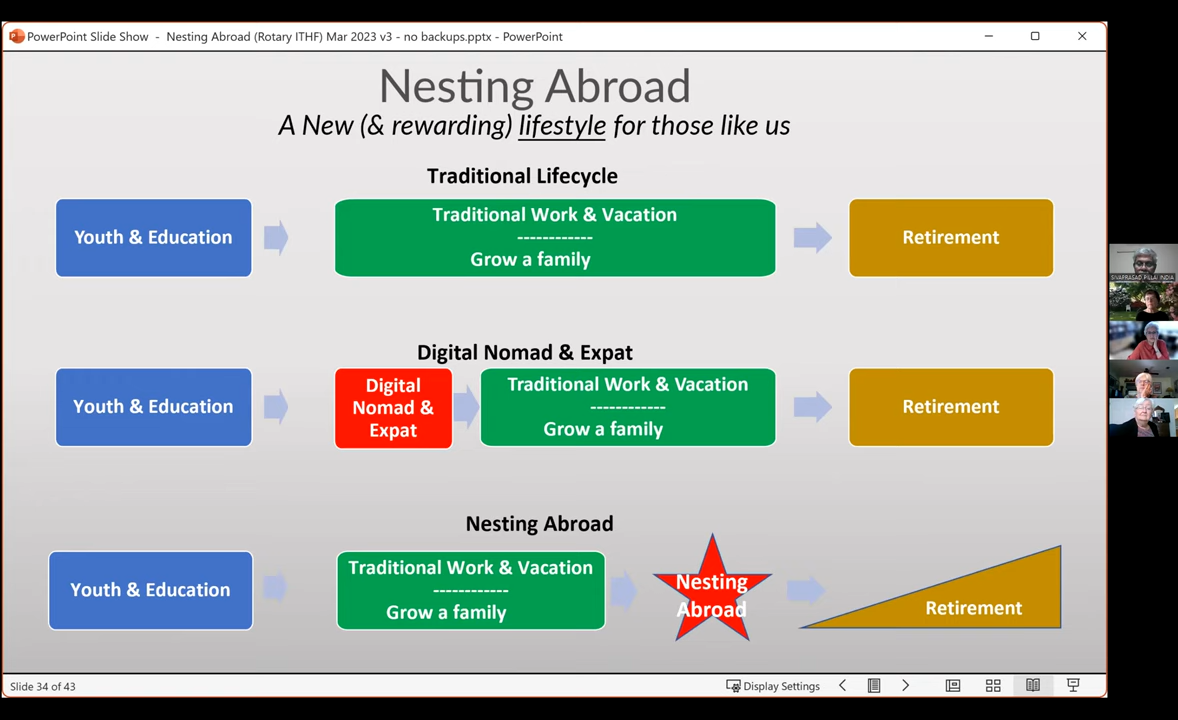 PowerPoint Slide Show - Nesting Abroad (Rotary ITHF) Mar 2023 v3 - no backups.pptx - PowerPoint
Nesting Abroad
A New (& rewarding) lifestyle for those like us
Traditional Lifecycle
Youth & Education
Traditional Work & Vacation
------------
Grow a family
Retirement
Digital Nomad & Expat
Youth & Education
Digital
Nomad &
Expat
Traditional Work & Vacation
------------
Grow a family
Retirement
Nesting Abroad
Youth & Education
Traditional Work & Vacation
------------
Grow a family
Nesting
Abroad
Retirement
SIVAPRASAD PILLAI INDIA
Slide 34 of 43
Display Settings